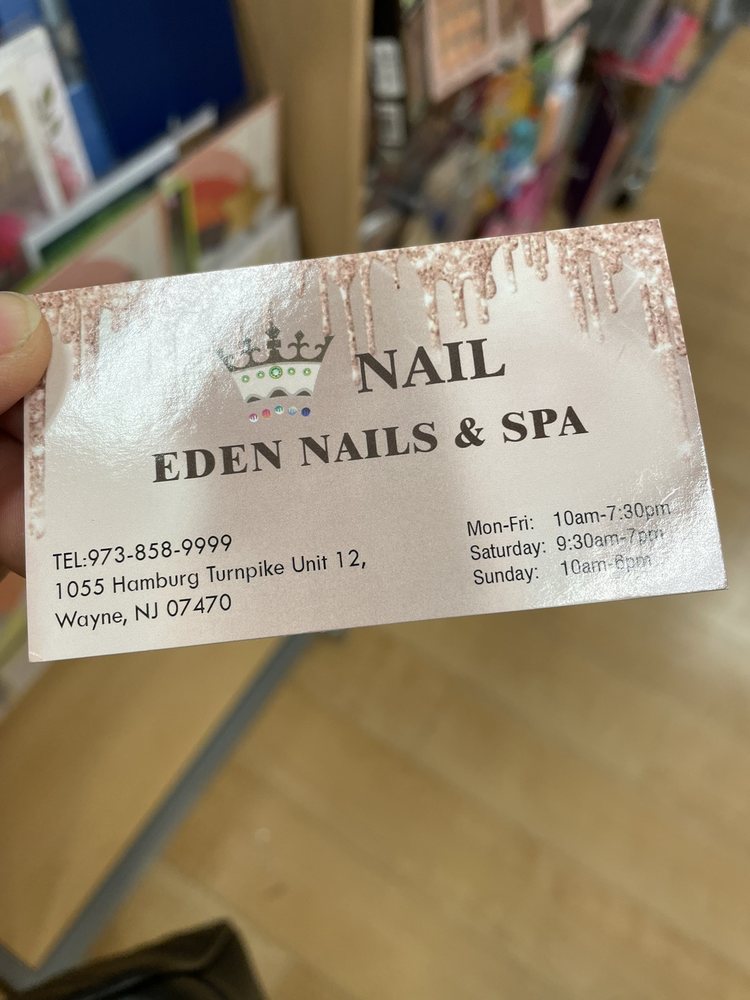 NAIL
EDEN NAILS & SPA
TEL:973-858-9999
1055 Hamburg Turnpike Unit 12,
Wayne, NJ 07470
Mon-Fri: 10am-7:30pm
Saturday: 9:30am-7pm
Sunday: 10am-6pm